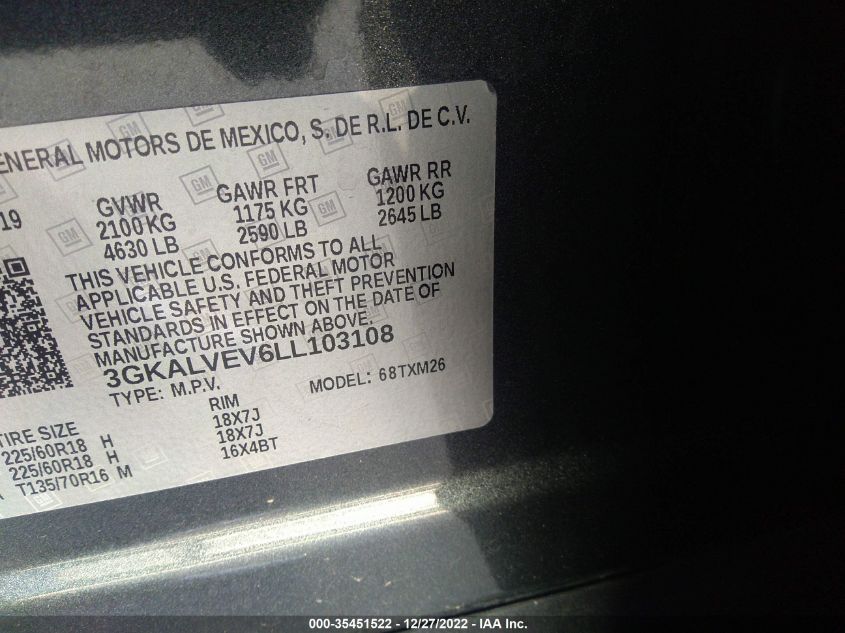 GENERAL MOTORS DE MEXICO, S. DE R.L. DE C.V.
19
GVWR GAWR FRT GAWR RR
2100 KG 1175 KG 1200 KG
4630 LB 2590 LB 2645 LB
THIS VEHICLE CONFORMS TO ALL
APPLICABLE U.S. FEDERAL MOTOR
VEHICLE SAFETY AND THEFT PREVENTION
STANDARDS IN EFFECT ON THE DATE OF
MANUFACTURE SHOWN ABOVE.
3GKALVEV6LL103108
TYPE: M.P.V. MODEL: 68TXM26
TIRE SIZE RIM
225/60R18 H 18X7J
225/60R18 H 18X7J
T135/70R16 M 16X4BT
GM
000-35451522 - 12/27/2022 - IAA Inc.